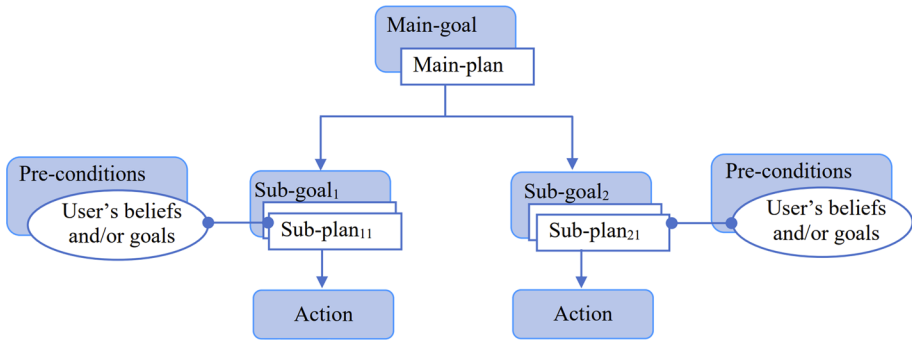 Main-goal
Main-plan
Pre-conditions
User's beliefs
and/or goals
Sub-goal₁
Sub-plan₁₁
Action
Sub-goal₂
Sub-plan₂₁
Action
Pre-conditions
User's beliefs
and/or goals